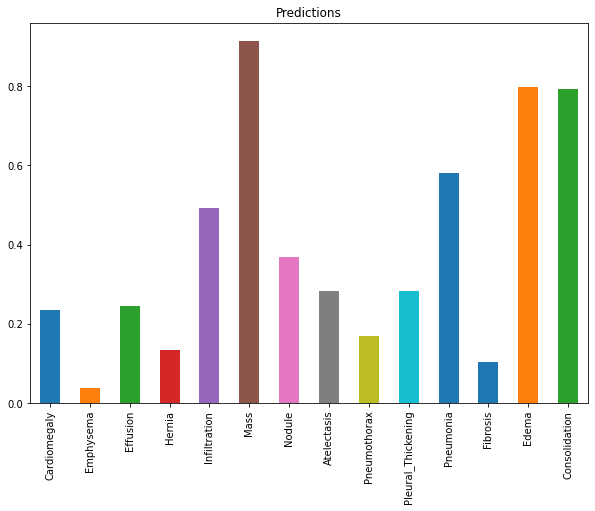 Predictions
0.8
0.6
0.4
0.2
0.0
Cardiomegaly
Emphysema
Effusion
Hernia
Infiltration
Mass
Nodule
Atelectasis
Pneumothorax
Pleural_Thickening
Pneumonia
Fibrosis
Edema
Consolidation